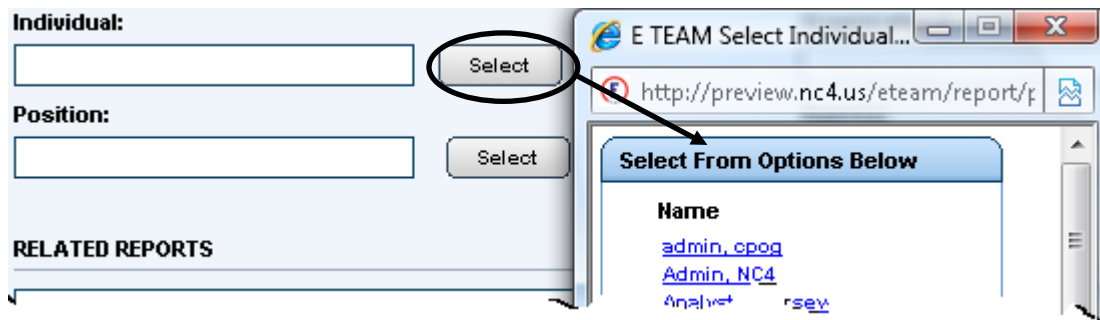 Individual:
Select
Position:
Select
RELATED REPORTS
E TEAM Select Individual...
http://preview.nc4.us/eteam/report/p
Select From Options Below
Name
admin, cpog
Admin, NC4
Analyst